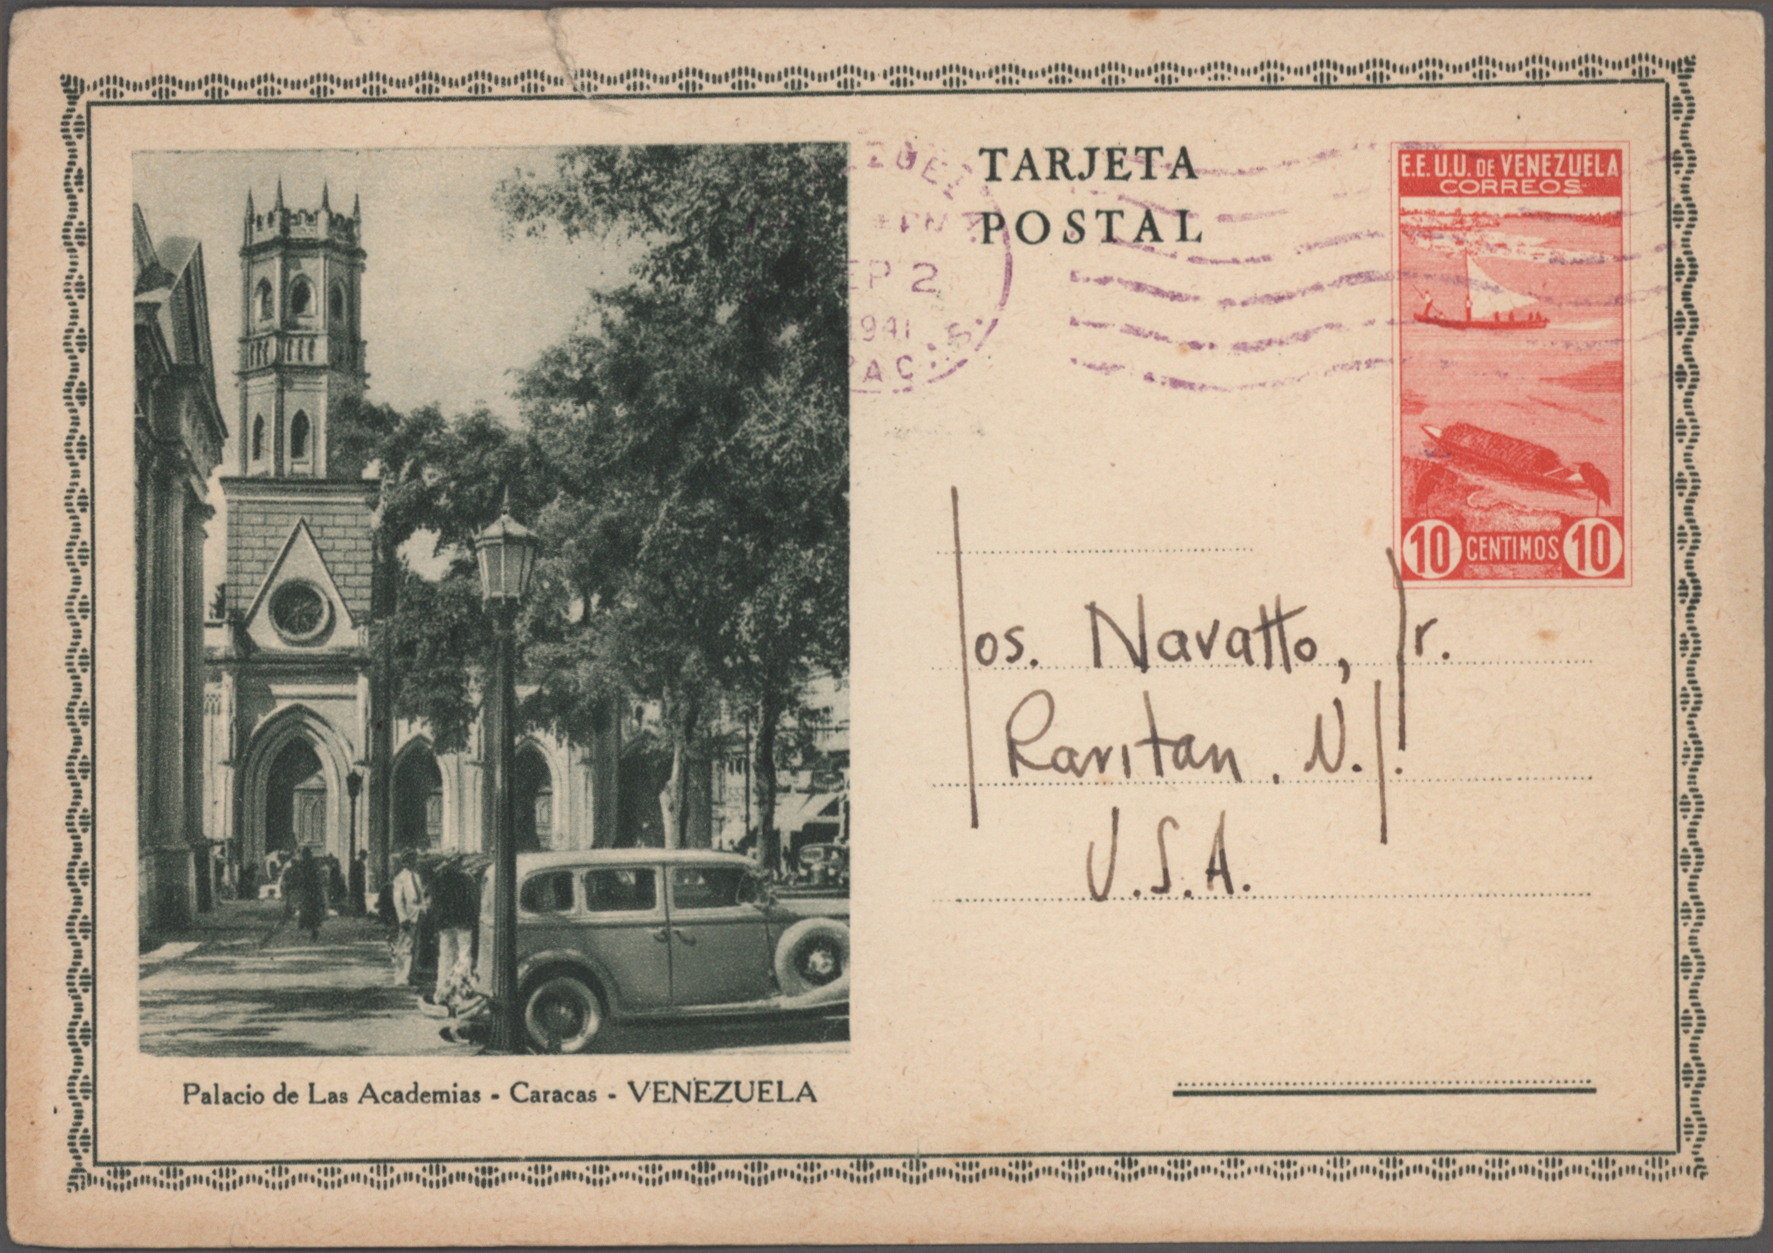 TARJETA
POSTAL
E.E.U.U. DE VENEZUELA
CORREOS
SEP 2
1941
10 CENTIMOS 10
Jos. Navatto, Jr.
Raritan, N.J.
U.S.A.
Palacio de Las Academias - Caracas - VENEZUELA